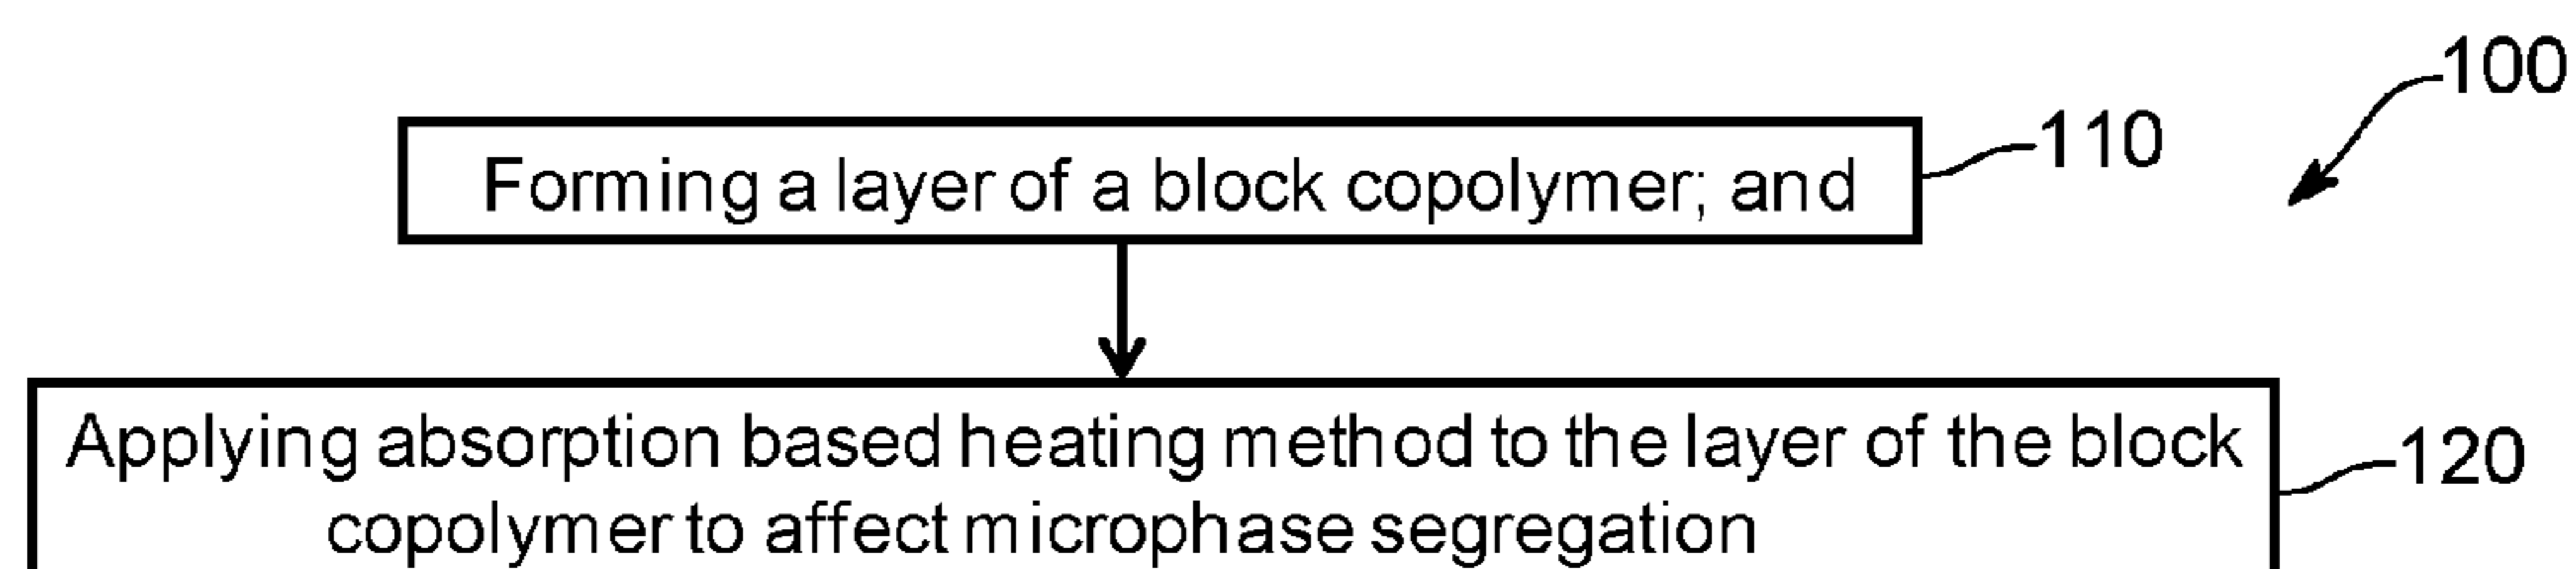 100
Forming a layer of a block copolymer; and
110
Applying absorption based heating method to the layer of the block
copolymer to affect microphase segregation
120